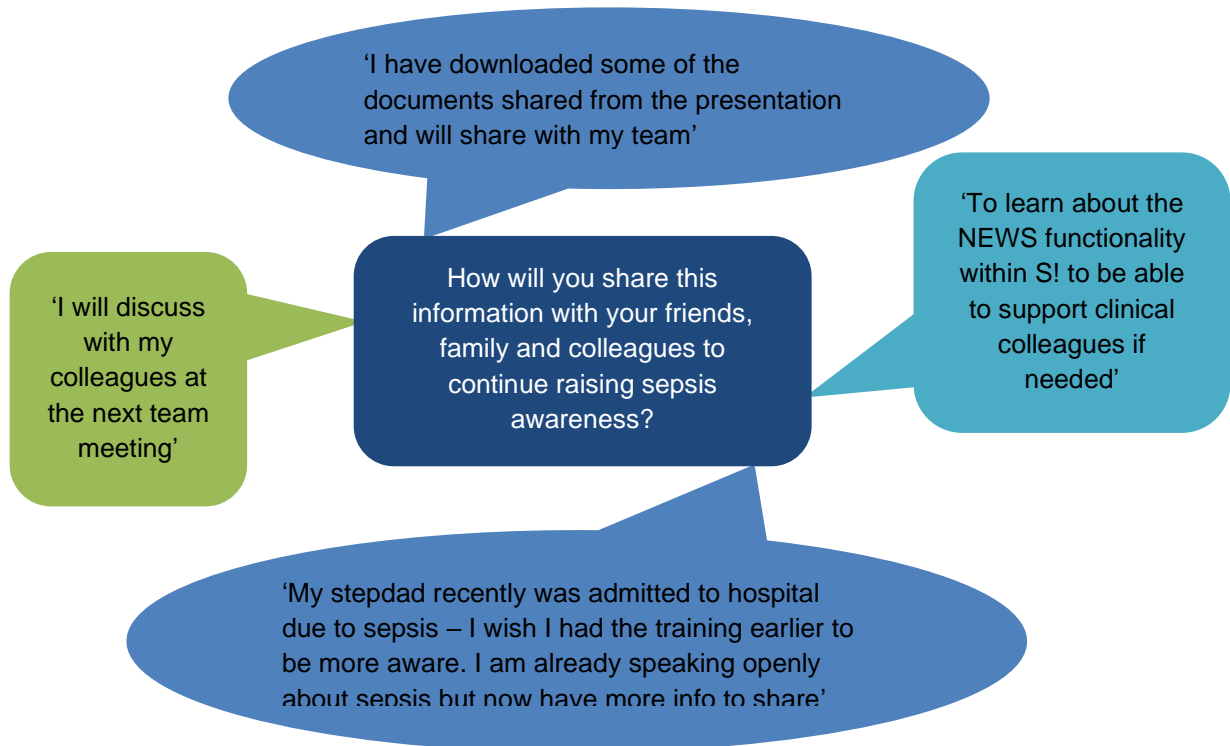 ‘I have downloaded some of the
documents shared from the presentation
and will share with my team’
‘To learn about the
NEWS functionality
within S! to be able
to support clinical
colleagues if
needed’
How will you share this
information with your friends,
family and colleagues to
continue raising sepsis
awareness?
‘I will discuss
with my
colleagues at
the next team
meeting’
‘My stepdad recently was admitted to hospital
due to sepsis – I wish I had the training earlier to
be more aware. I am already speaking openly
about sepsis but now have more info to share’